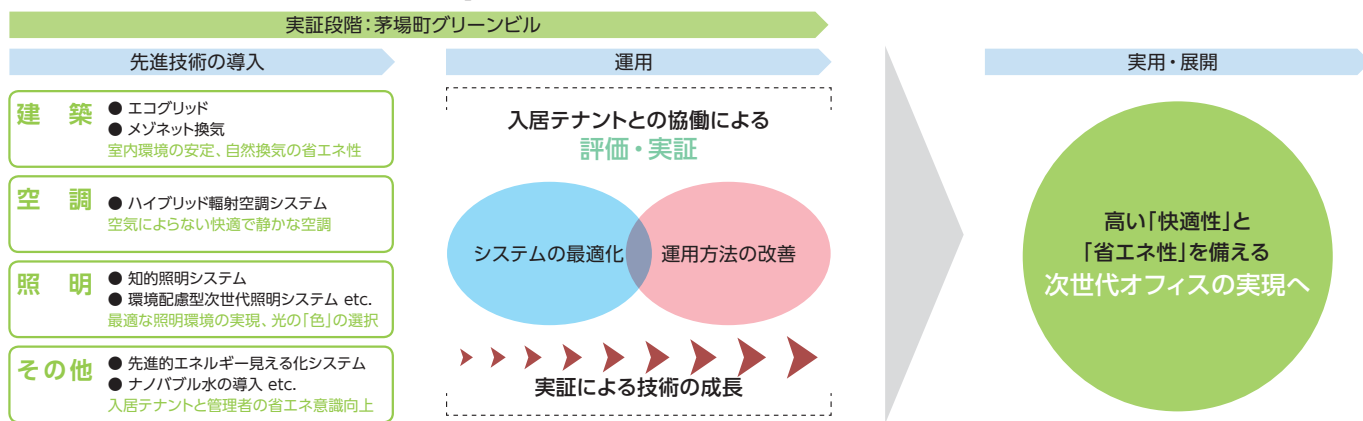 実証段階：茅場町グリーンビル
先進技術の導入
運用
実用・展開
建 築
● エコグリッド
● メゾネット換気
室内環境の安定、自然換気の省エネ性
空 調
● ハイブリッド輻射空調システム
空気によらない快適で静かな空調
照 明
● 知的照明システム
● 環境配慮型次世代照明システム etc.
最適な照明環境の実現、光の「色」の選択
その他
● 先進的エネルギー見える化システム
● ナノバブル水の導入 etc.
入居テナントと管理者の省エネ意識向上
入居テナントとの協働による
評価・実証
システムの最適化
運用方法の改善
実証による技術の成長
高い「快適性」と
「省エネ性」を備える
次世代オフィスの実現へ